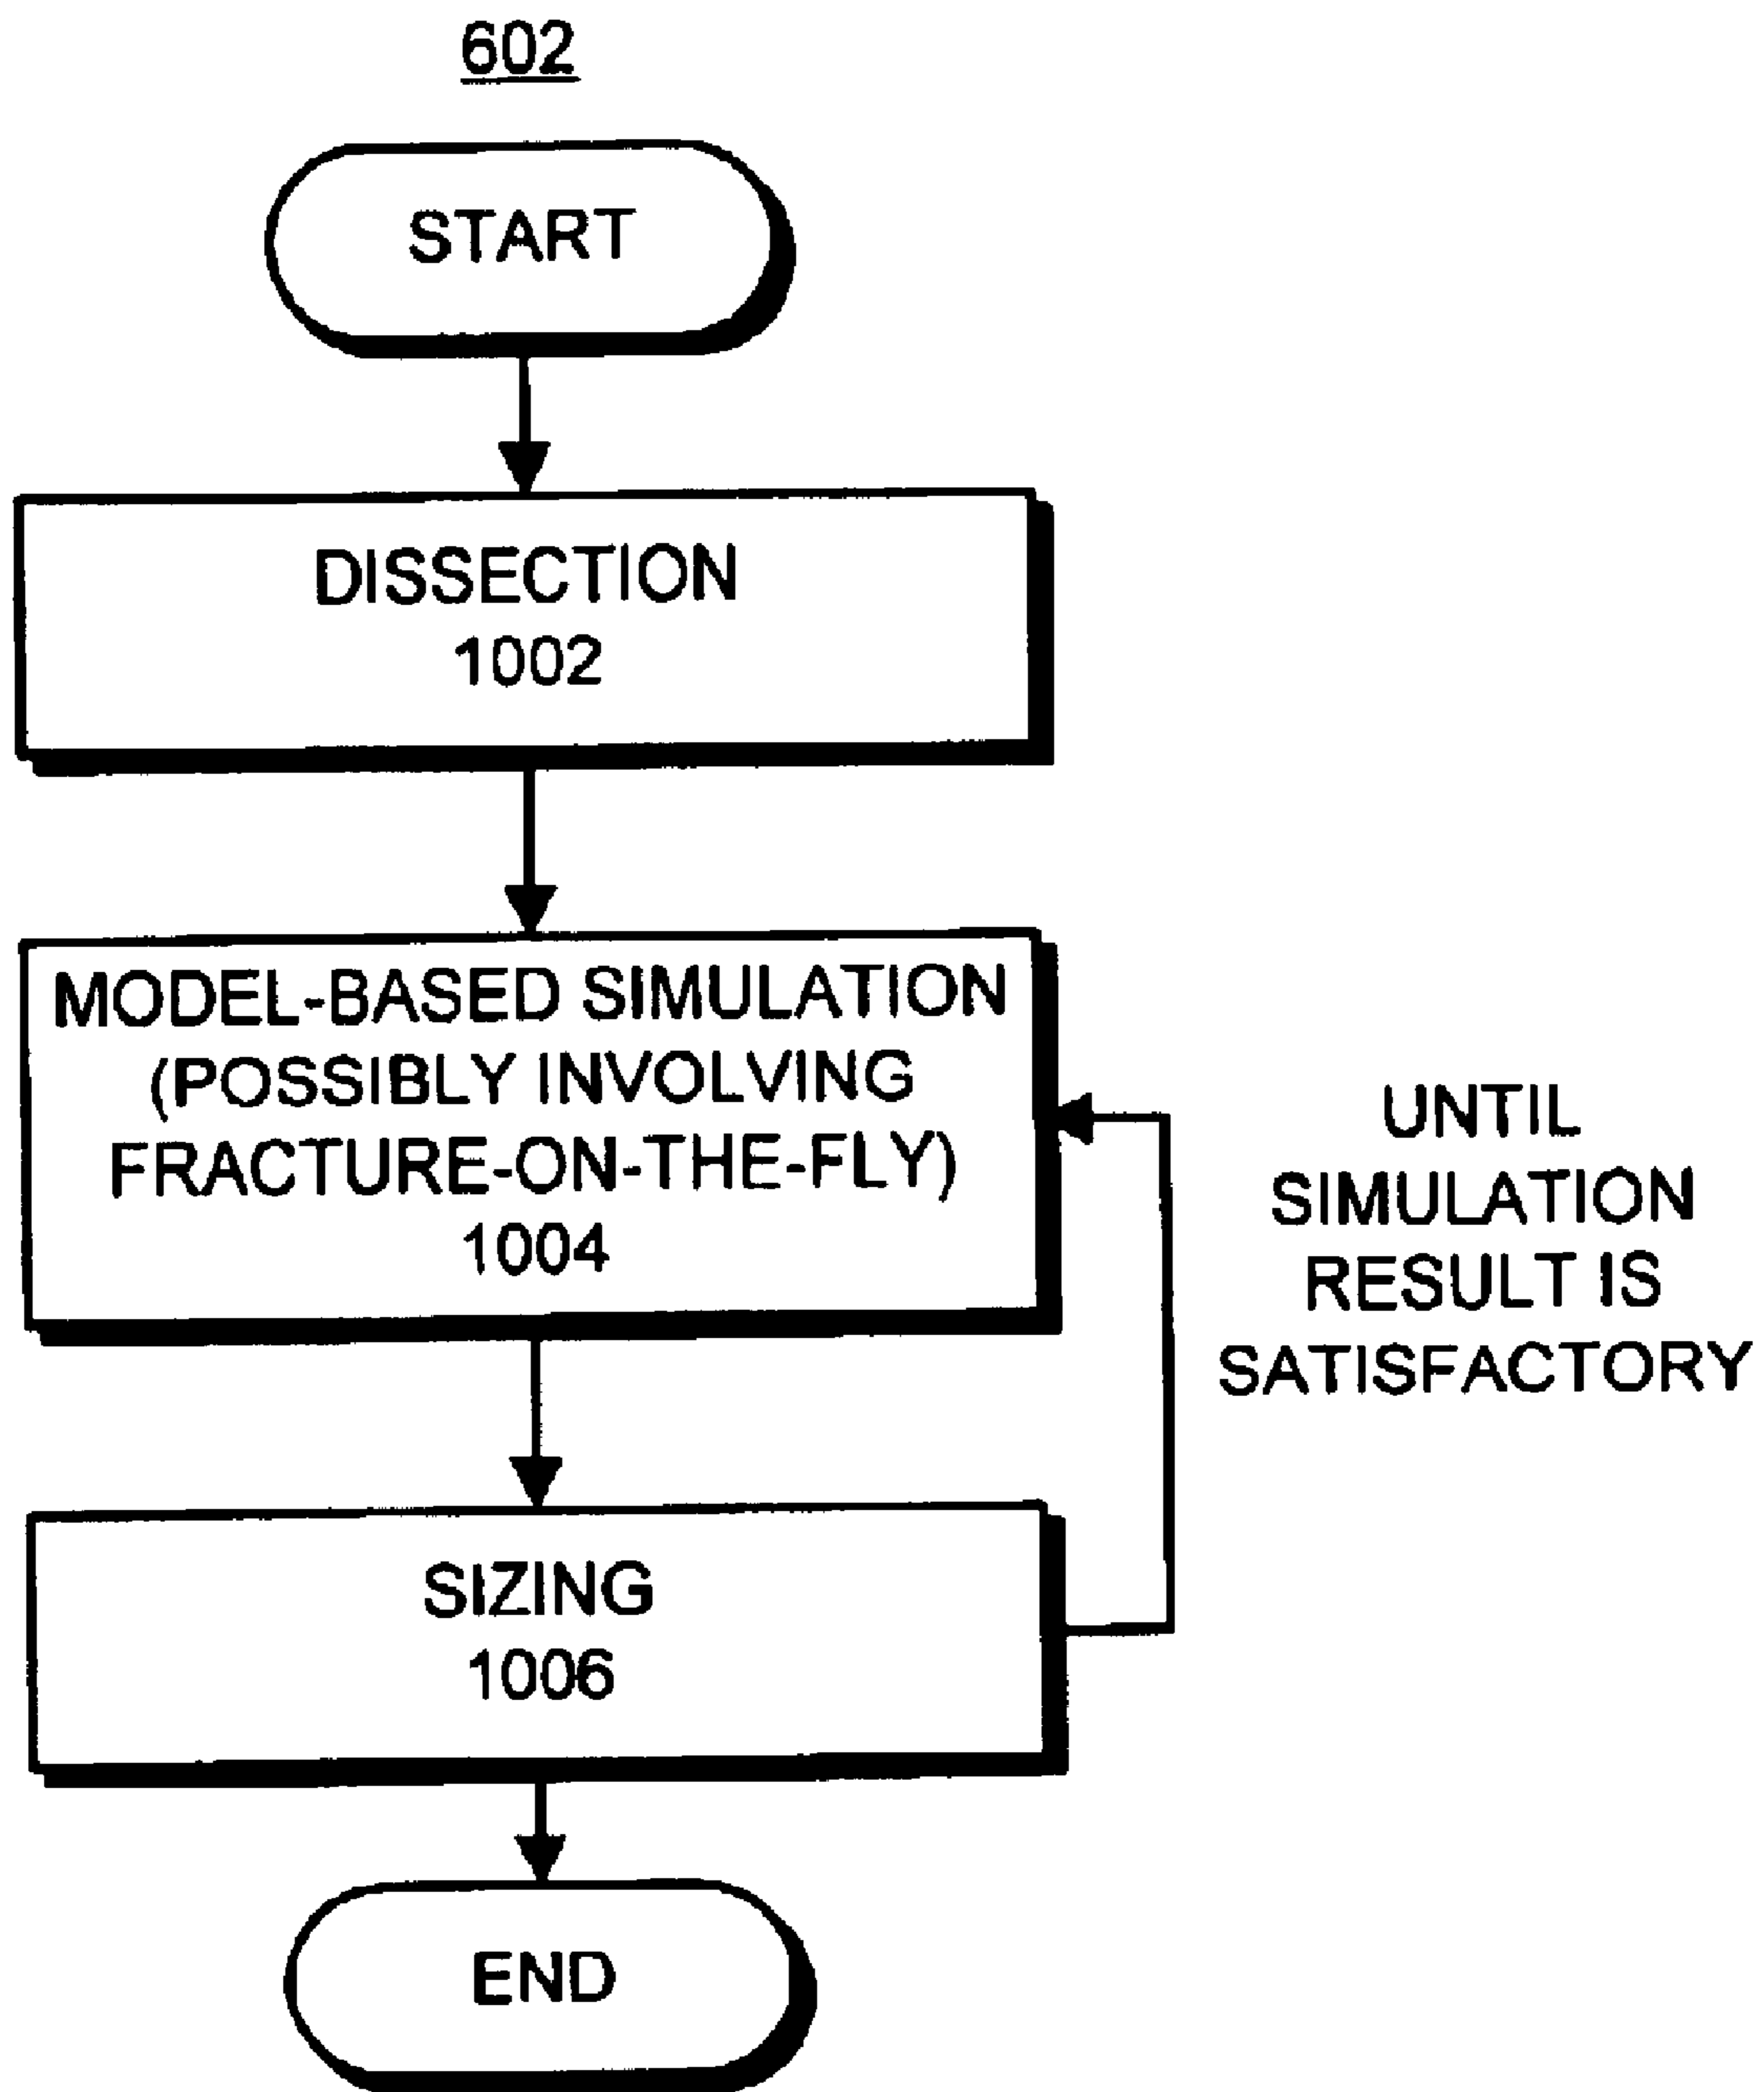 602
START
DISSECTION
1002
MODEL-BASED SIMULATION
(POSSIBLY INVOLVING
FRACTURE-ON-THE-FLY)
1004
UNTIL
SIMULATION
RESULT IS
SATISFACTORY
SIZING
1006
END